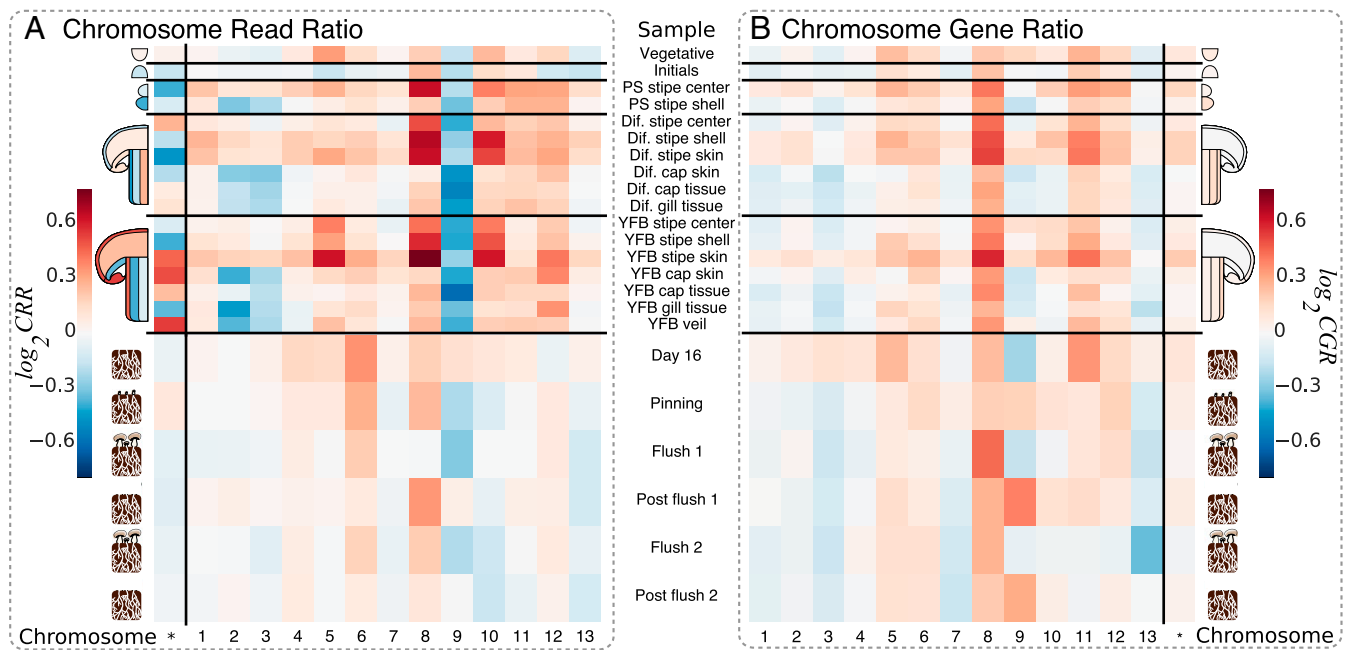 A Chromosome Read Ratio
Sample
B Chromosome Gene Ratio
Vegetative
Initials
PS stipe center
PS stipe shell
Dif. stipe center
Dif. stipe shell
Dif. stipe skin
Dif. cap skin
Dif. cap tissue
Dif. gill tissue
YFB stipe center
YFB stipe shell
YFB stipe skin
YFB cap skin
YFB cap tissue
YFB gill tissue
YFB veil
Day 16
Pinning
Flush 1
Post flush 1
Flush 2
Post flush 2
log2CRR
0.6
0.3
0
−0.3
−0.6
0.6
0.3
0
−0.3
−0.6
log2CGR
Chromosome * 1 2 3 4 5 6 7 8 9 10 11 12 13
1 2 3 4 5 6 7 8 9 10 11 12 13 * Chromosome